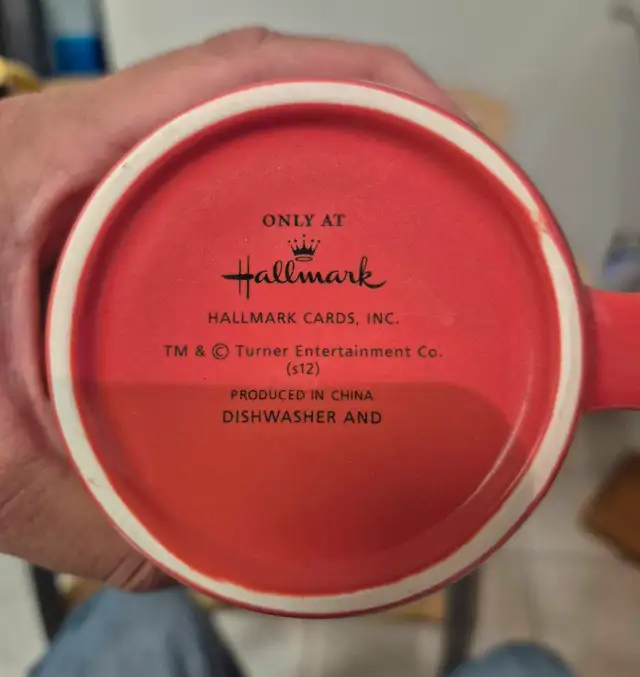 ONLY AT
Hallmark
HALLMARK CARDS, INC.
TM & © Turner Entertainment Co.
(s12)
PRODUCED IN CHINA
DISHWASHER AND